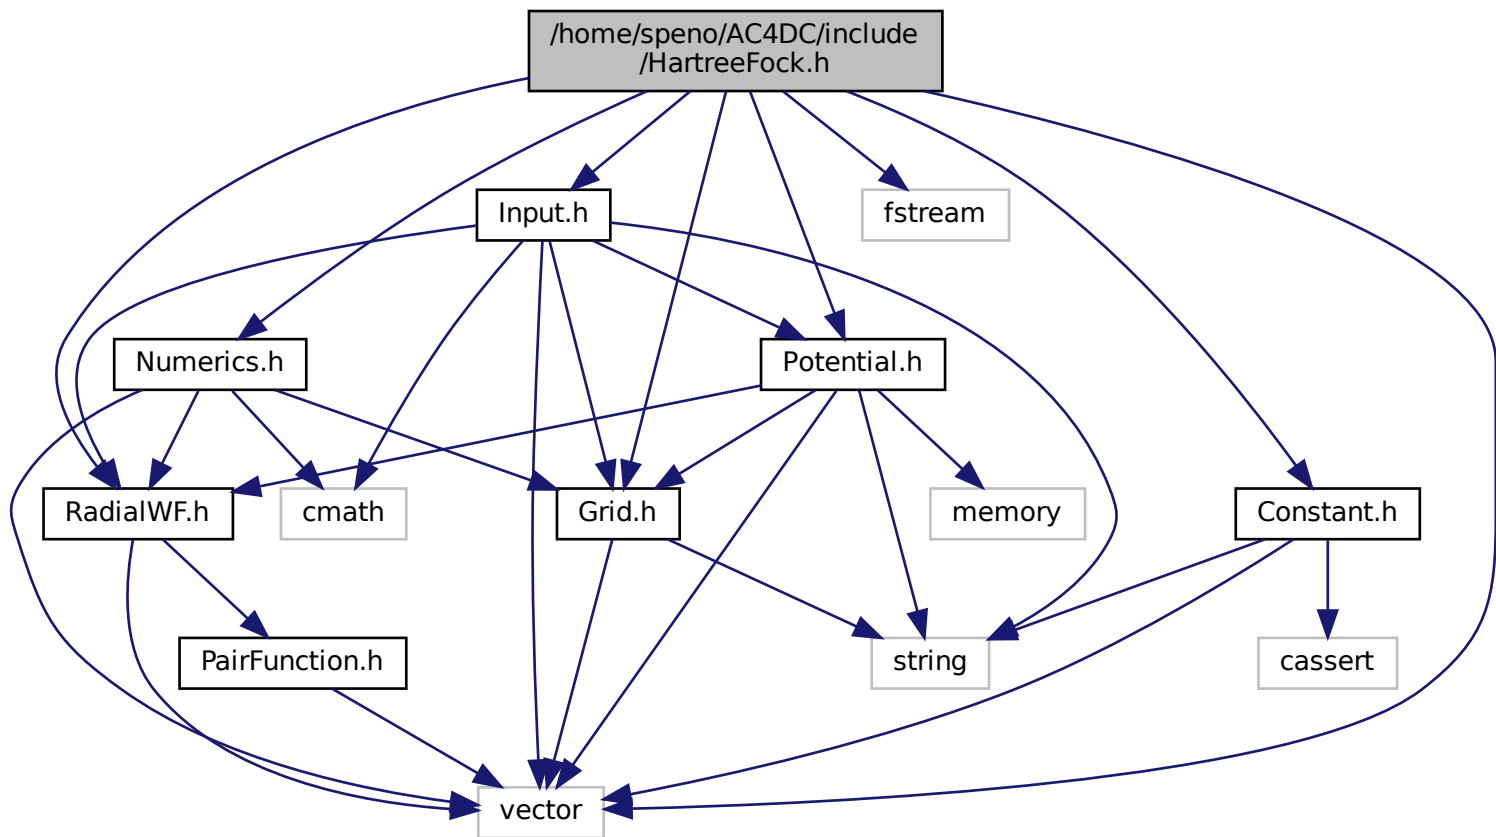 /home/speno/AC4DC/include
/HartreeFock.h
Input.h
fstream
Numerics.h
Potential.h
RadialWF.h
cmath
Grid.h
memory
Constant.h
PairFunction.h
string
cassert
vector